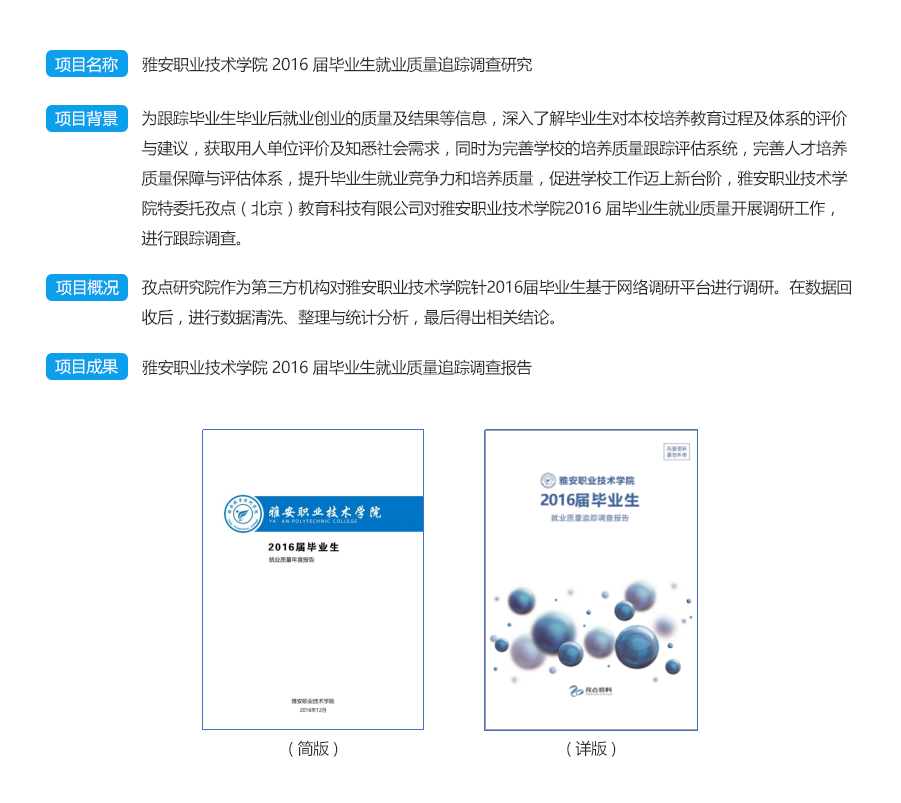 项目名称
雅安职业技术学院 2016 届毕业生就业质量追踪调查研究
项目背景
为跟踪毕业生毕业后就业创业的质量及结果等信息，深入了解毕业生对本校培养教育过程及体系的评价
与建议，获取用人单位评价及知悉社会需求，同时为完善学校的培养质量跟踪评估系统，完善人才培养
质量保障与评估体系，提升毕业生就业竞争力和培养质量，促进学校工作迈上新台阶，雅安职业技术学
院特委托孜点（北京）教育科技有限公司对雅安职业技术学院2016 届毕业生就业质量开展调研工作，
进行跟踪调查。
项目概况
孜点研究院作为第三方机构对雅安职业技术学院针2016届毕业生基于网络调研平台进行调研。在数据回
收后，进行数据清洗、整理与统计分析，最后得出相关结论。
项目成果
雅安职业技术学院 2016 届毕业生就业质量追踪调查报告
雅安职业技术学院
YA' AN POLYTECHNIC COLLEGE
2016届毕业生
就业质量年度报告
雅安职业技术学院
2016年12月
（简版）
内部资料
请勿外传
雅安职业技术学院
2016届毕业生
就业质量追踪调查报告
孜点教科
（详版）